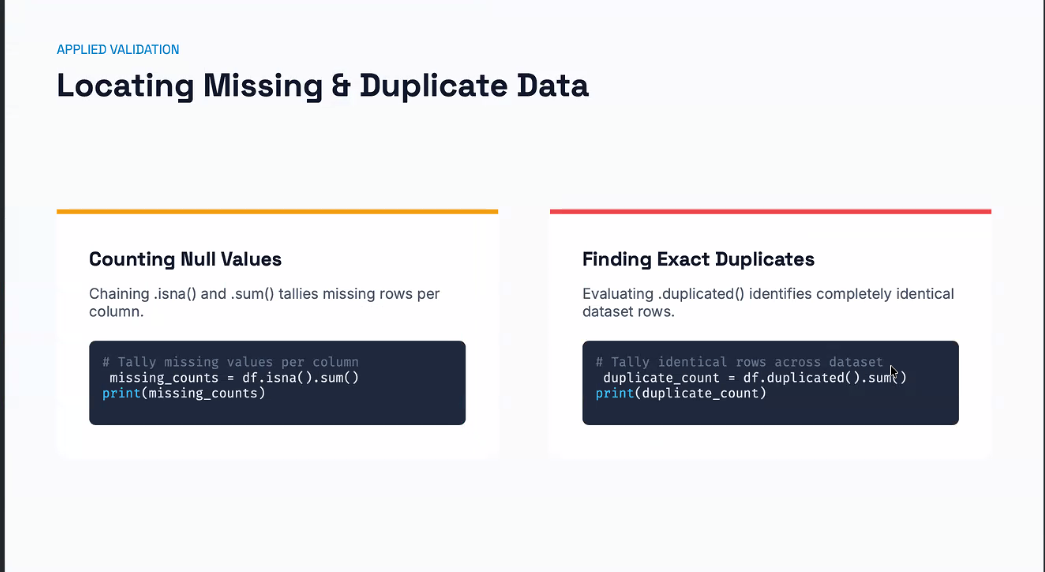 APPLIED VALIDATION
Locating Missing & Duplicate Data
Counting Null Values
Chaining .isna() and .sum() tallies missing rows per
column.
# Tally missing values per column
 missing_counts = df.isna().sum()
print(missing_counts)
Finding Exact Duplicates
Evaluating .duplicated() identifies completely identical
dataset rows.
# Tally identical rows across dataset
 duplicate_count = df.duplicated().sum()
print(duplicate_count)